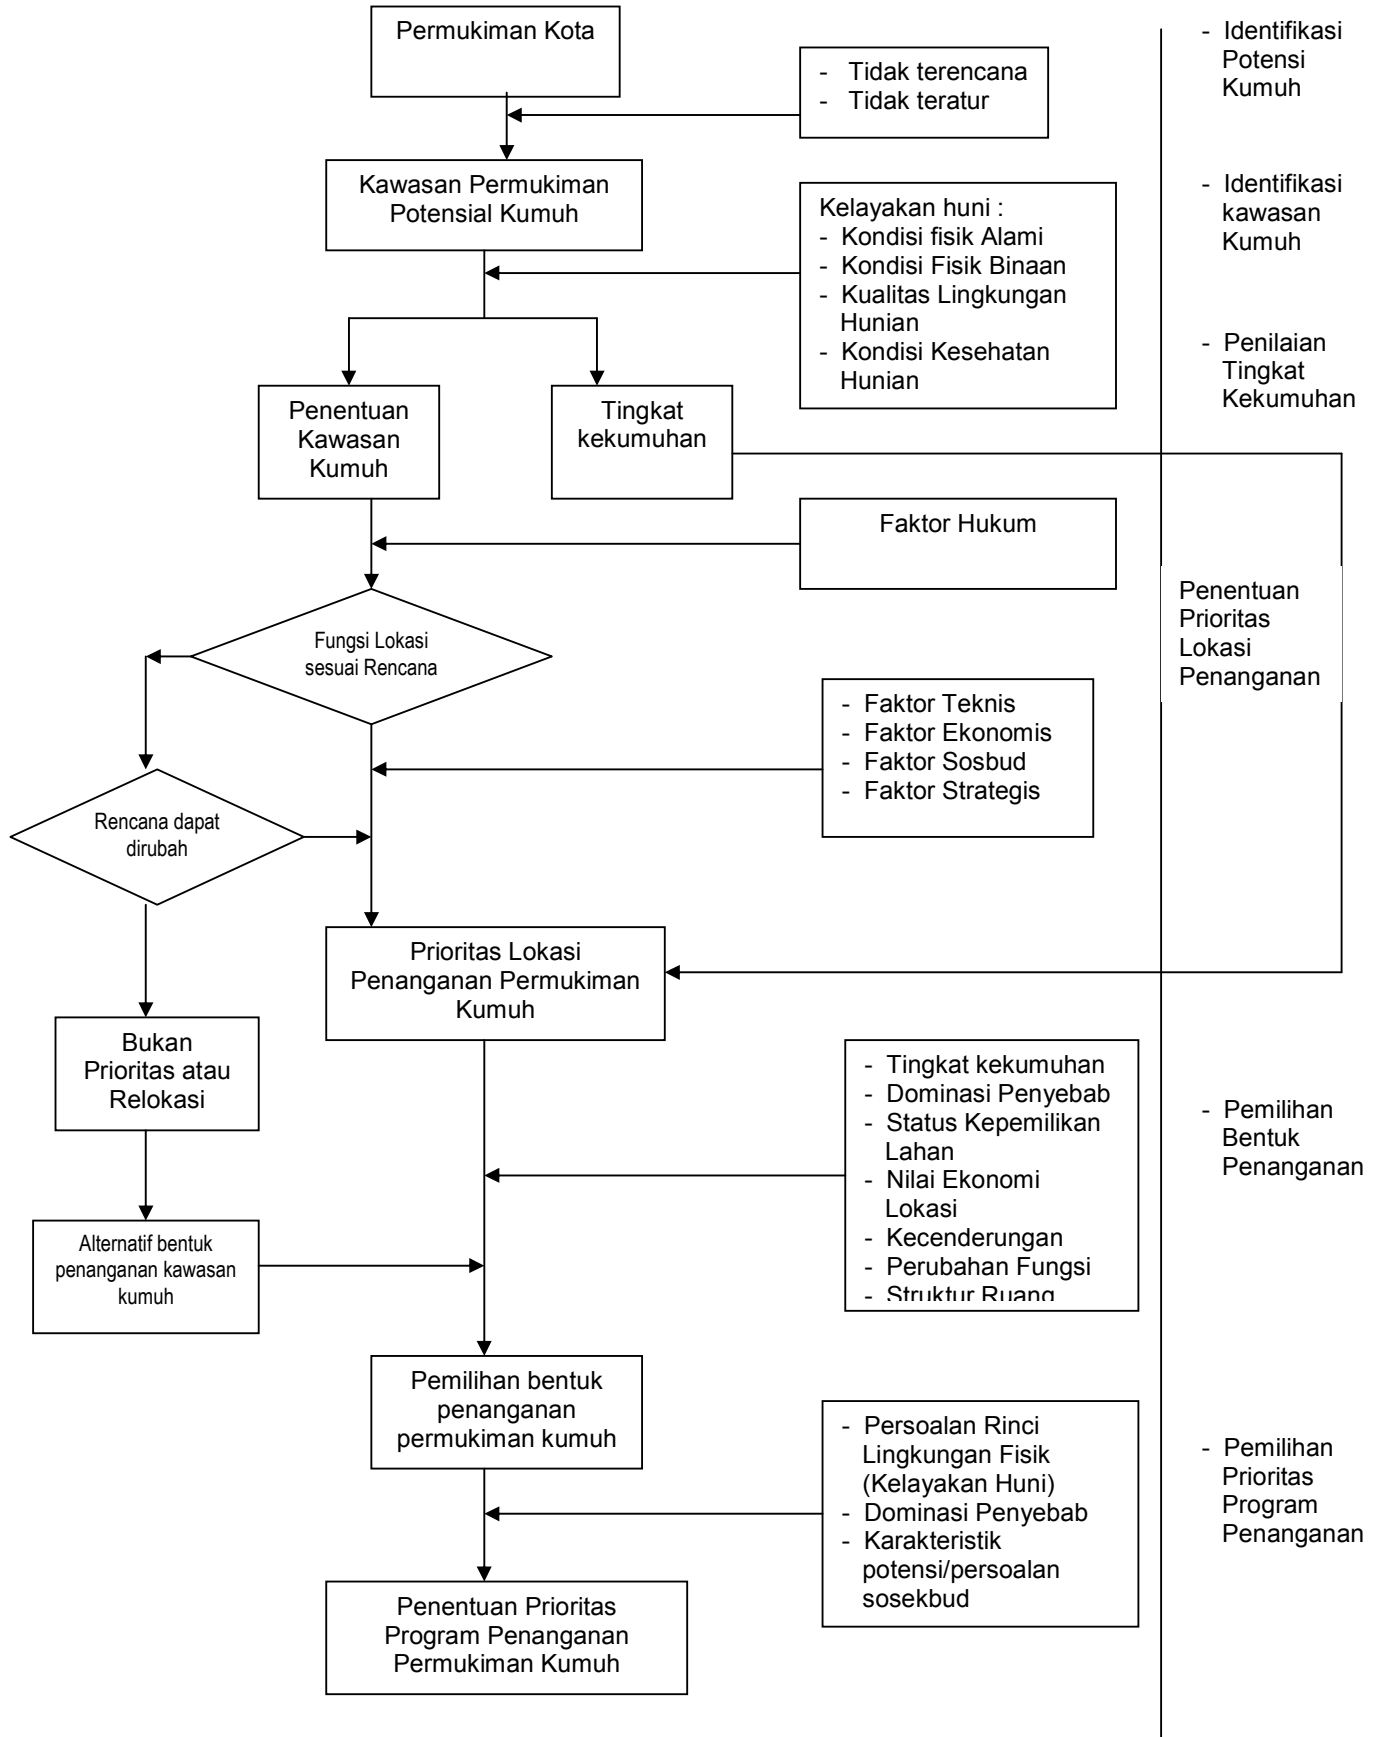 Permukiman Kota
- Tidak terencana
- Tidak teratur
- Identifikasi
Potensi
Kumuh
Kawasan Permukiman
Potensial Kumuh
Kelayakan huni :
- Kondisi fisik Alami
- Kondisi Fisik Binaan
- Kualitas Lingkungan
Hunian
- Kondisi Kesehatan
Hunian
- Identifikasi
kawasan
Kumuh
- Penilaian
Tingkat
Kekumuhan
Penentuan
Kawasan
Kumuh
Tingkat
kekumuhan
Faktor Hukum
Fungsi Lokasi
sesuai Rencana
Penentuan
Prioritas
Lokasi
Penanganan
- Faktor Teknis
- Faktor Ekonomis
- Faktor Sosbud
- Faktor Strategis
Rencana dapat
dirubah
Prioritas Lokasi
Penanganan Permukiman
Kumuh
Bukan
Prioritas atau
Relokasi
- Tingkat kekumuhan
- Dominasi Penyebab
- Status Kepemilikan
Lahan
- Nilai Ekonomi
Lokasi
- Kecenderungan
- Perubahan Fungsi
- Struktur Ruang
- Pemilihan
Bentuk
Penanganan
Alternatif bentuk
penanganan kawasan
kumuh
Pemilihan bentuk
penanganan
permukiman kumuh
- Persoalan Rinci
Lingkungan Fisik
(Kelayakan Huni)
- Dominasi Penyebab
- Karakteristik
potensi/persoalan
sosekbud
- Pemilihan
Prioritas
Program
Penanganan
Penentuan Prioritas
Program Penanganan
Permukiman Kumuh